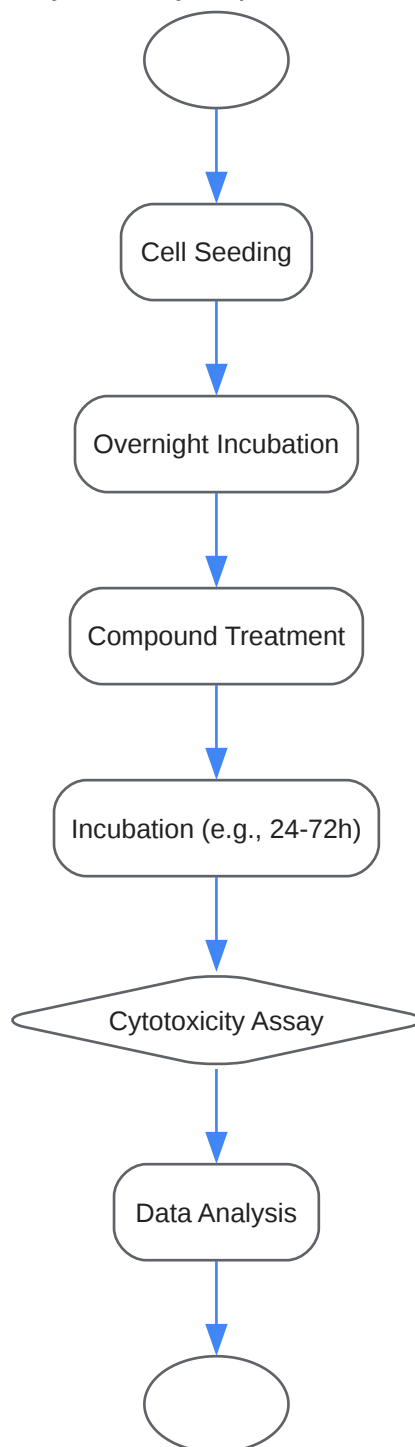 Cell Seeding
Overnight Incubation
Compound Treatment
Incubation (e.g., 24-72h)
Cytotoxicity Assay
Data Analysis